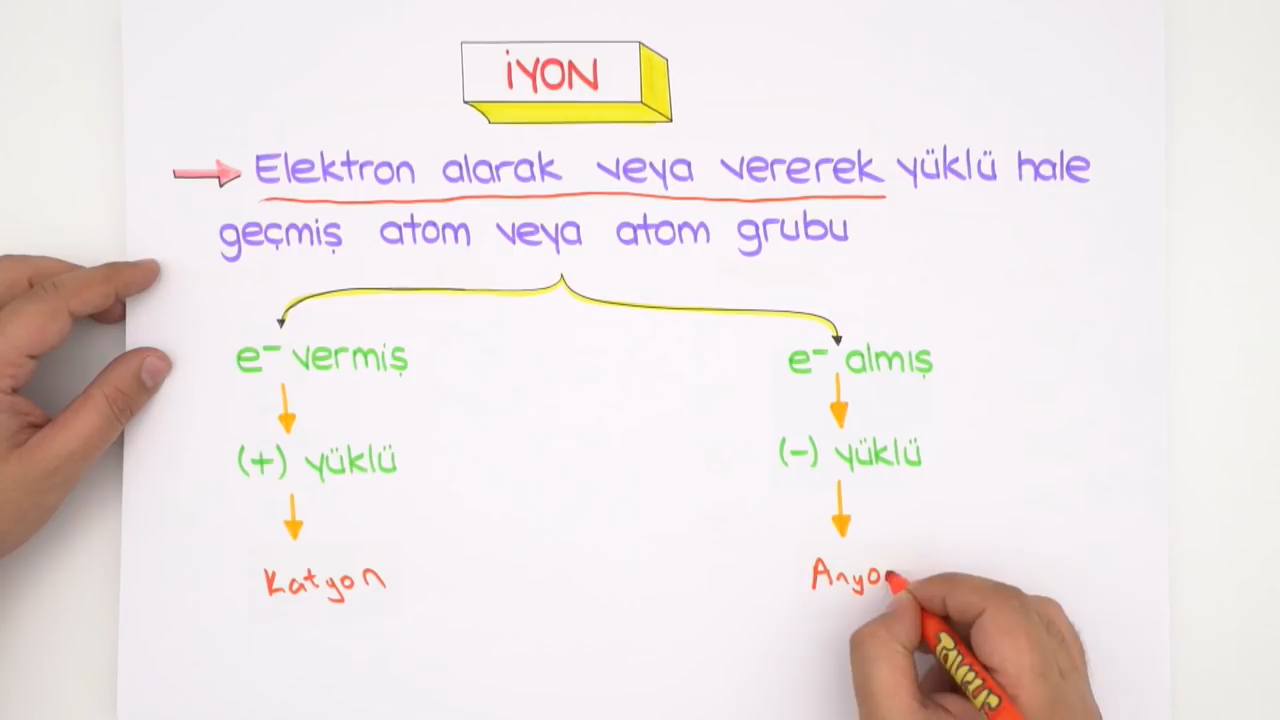 İYON
Elektron alarak veya vererek yüklü hale
geçmiş atom veya atom grubu
e⁻ vermiş
(+) yüklü
Katyon
e⁻ almış
(-) yüklü
Anyo